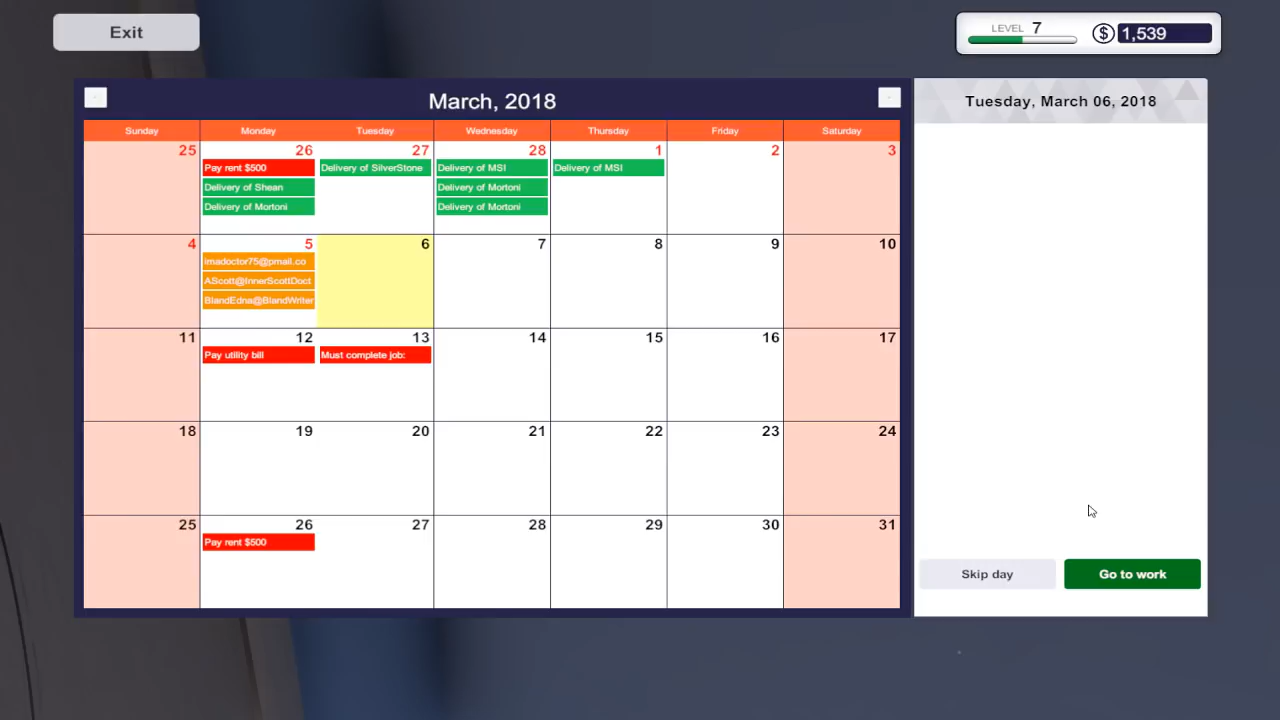 Exit
LEVEL 7
$ 1,539
March, 2018
Tuesday, March 06, 2018
Sunday Monday Tuesday Wednesday Thursday Friday Saturday
25 26 27 28 1 2 3
Pay rent $500 Delivery of SilverStone Delivery of MSI Delivery of MSI
Delivery of Shean Delivery of Mortoni
Delivery of Mortoni Delivery of Mortoni
4 5 6 7 8 9 10
imadoctor75@pmail.co
AScott@InnerScottDoct
BlandEdna@BlandWriter
11 12 13 14 15 16 17
Pay utility bill Must complete job:
18 19 20 21 22 23 24
25 26 27 28 29 30 31
Pay rent $500
Skip day Go to work